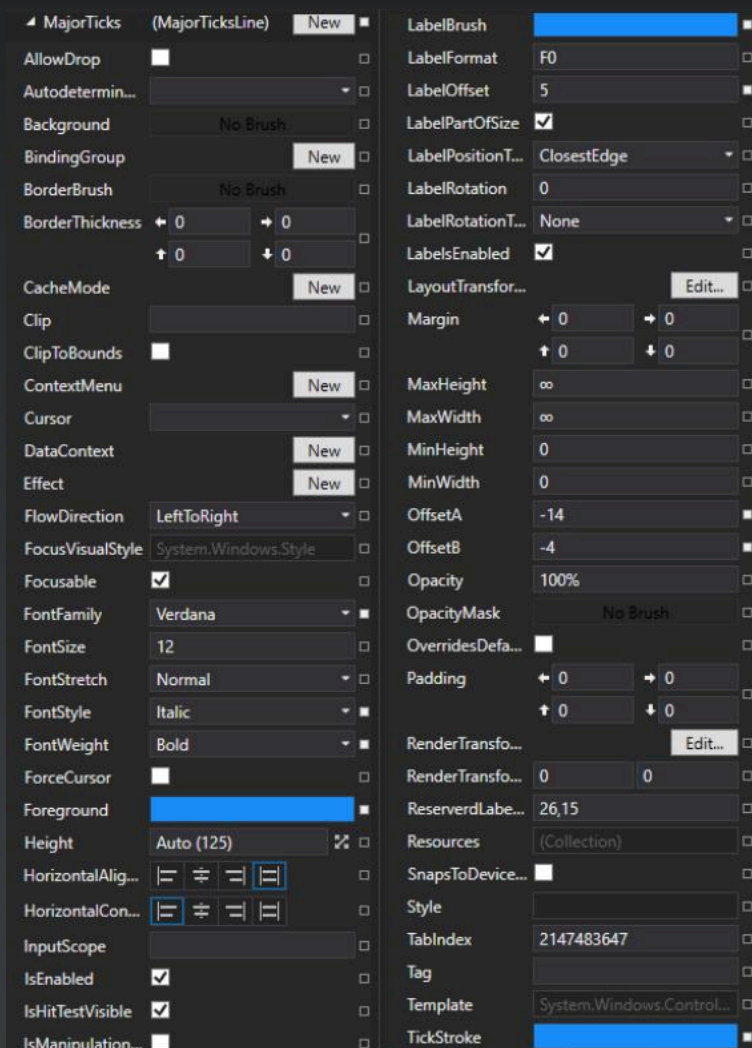 MajorTicks (MajorTicksLine) New
AllowDrop
Autodetermin...
Background No Brush
BindingGroup New
BorderBrush No Brush
BorderThickness 0 0
0 0
CacheMode New
Clip
ClipToBounds
ContextMenu New
Cursor
DataContext New
Effect New
FlowDirection LeftToRight
FocusVisualStyle System.Windows.Style
Focusable
FontFamily Verdana
FontSize 12
FontStretch Normal
FontStyle Italic
FontWeight Bold
ForceCursor
Foreground
Height Auto (125)
HorizontalAlig...
HorizontalCon...
InputScope
IsEnabled
IsHitTestVisible
IsManipulation...
LabelBrush
LabelFormat F0
LabelOffset 5
LabelPartOfSize
LabelPositionT... ClosestEdge
LabelRotation 0
LabelRotationT... None
LabelsEnabled
LayoutTransfor... Edit...
Margin 0 0
0 0
MaxHeight ∞
MaxWidth ∞
MinHeight 0
MinWidth 0
OffsetA -14
OffsetB -4
Opacity 100%
OpacityMask No Brush
OverridesDefa...
Padding 0 0
0 0
RenderTransfo... Edit...
RenderTransfo... 0 0
ReserverdLabe... 26,15
Resources (Collection)
SnapsToDevice...
Style
TabIndex 2147483647
Tag
Template System.Windows.Control...
TickStroke